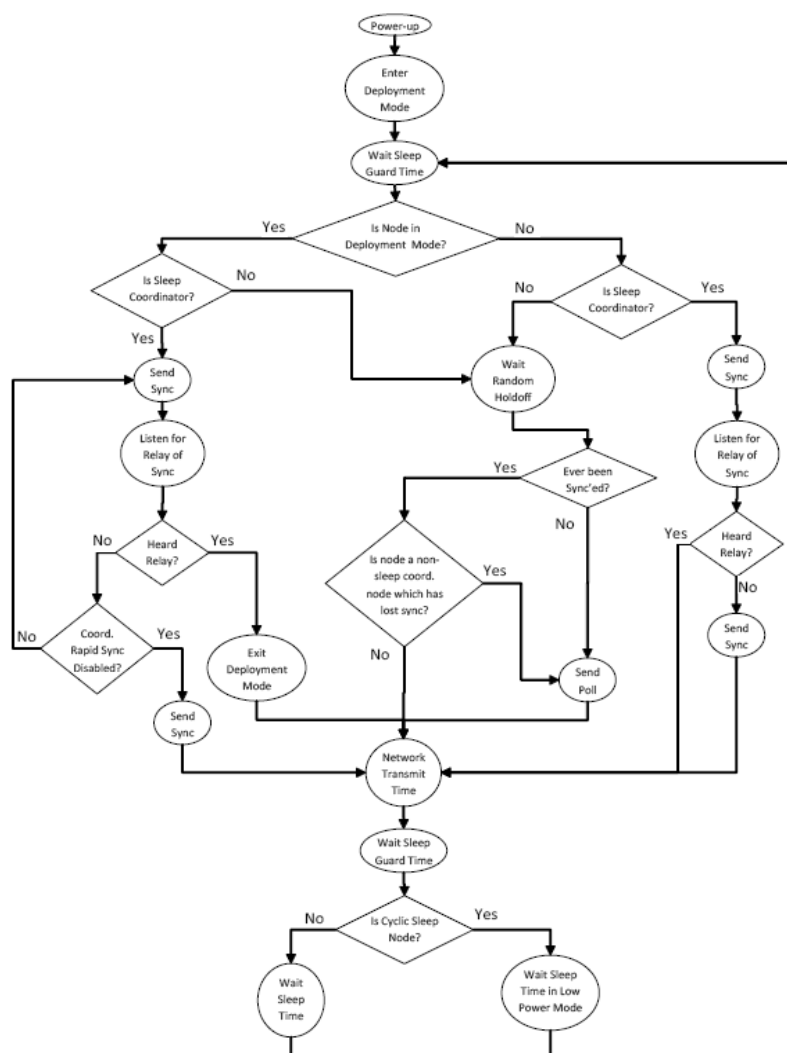 Power-up
Enter
Deployment
Mode
Wait Sleep
Guard Time
Yes
Is Node in
Deployment Mode?
No
Is Sleep
Coordinator?
No
No
Is Sleep
Coordinator?
Yes
Yes
Send
Sync
Wait
Random
Holdoff
Send
Sync
Listen for
Relay of
Sync
Yes
Ever been
Sync'ed?
Listen for
Relay of
Sync
No
Heard
Relay?
Yes
No
Is node a non-
sleep coord.
node which has
lost sync?
Yes
Yes
Heard
Relay?
No
No
Coord.
Rapid Sync
Disabled?
Yes
Exit
Deployment
Mode
No
Send
Poll
Send
Sync
Send
Sync
Network
Transmit
Time
Wait Sleep
Guard Time
No
Is Cyclic Sleep
Node?
Yes
Wait
Sleep
Time
Wait Sleep
Time in Low
Power Mode